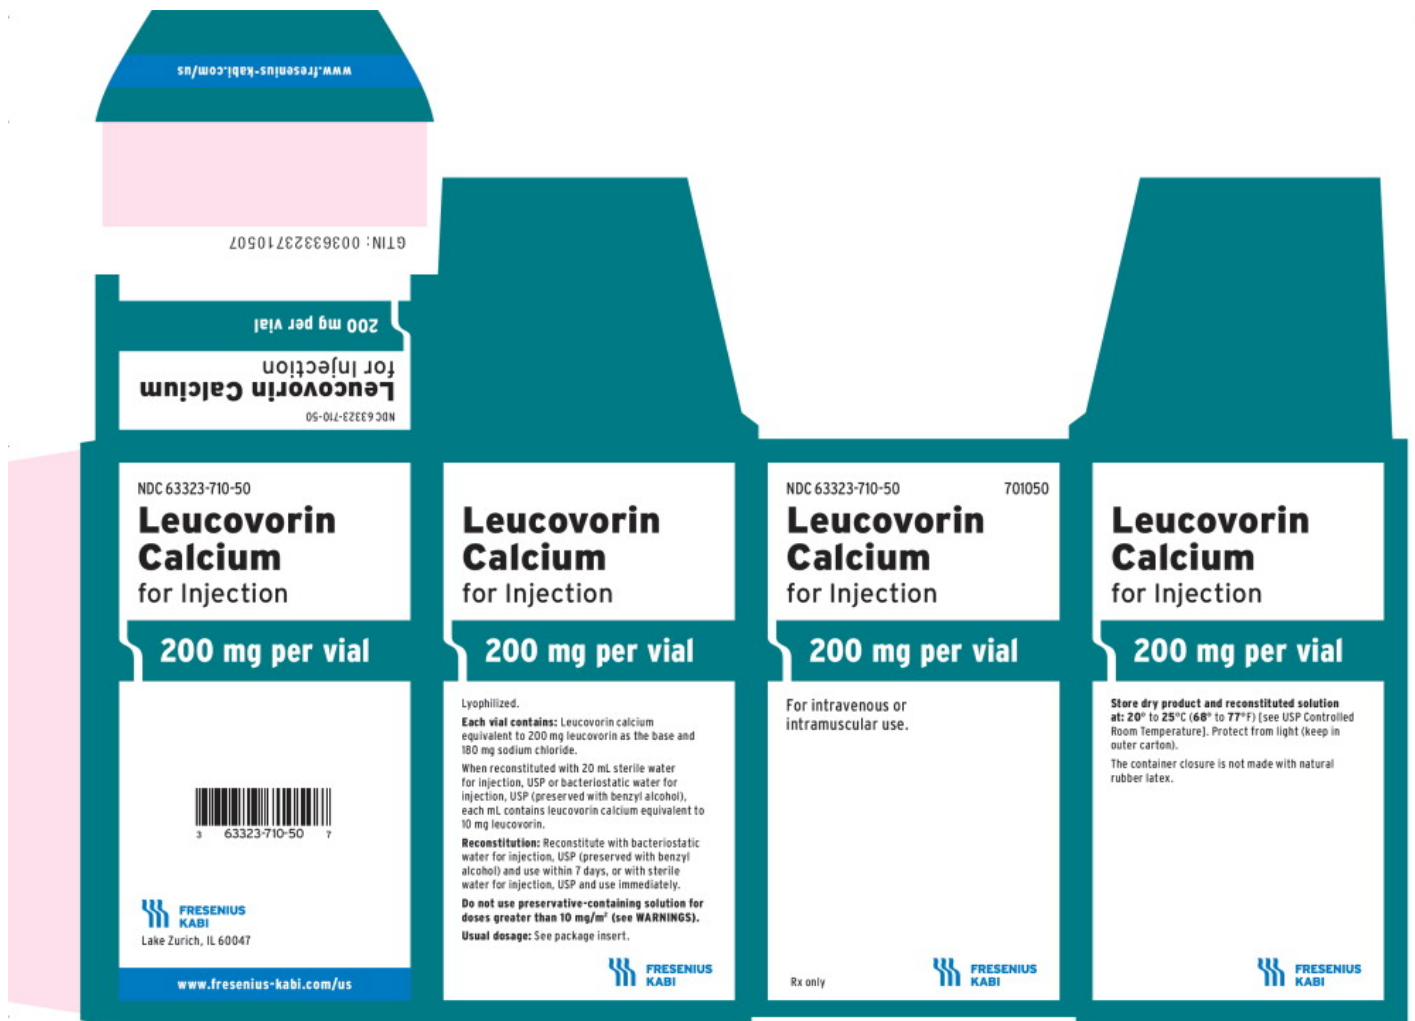 www.fresenius-kabi.com/us
GTIN: 00363323710507
200 mg per vial
Leucovorin Calcium
for Injection
NDC 63323-710-50
NDC 63323-710-50
Leucovorin
Calcium
for Injection
200 mg per vial
3 63323-710-50 7
FRESENIUS
KABI
Lake Zurich, IL 60047
www.fresenius-kabi.com/us
Leucovorin
Calcium
for Injection
200 mg per vial
Lyophilized.
Each vial contains: Leucovorin calcium
equivalent to 200 mg leucovorin as the base and
180 mg sodium chloride.
When reconstituted with 20 mL sterile water
for injection, USP or bacteriostatic water for
injection, USP (preserved with benzyl alcohol),
each mL contains leucovorin calcium equivalent to
10 mg leucovorin.
Reconstitution: Reconstitute with bacteriostatic
water for injection, USP (preserved with benzyl
alcohol) and use within 7 days, or with sterile
water for injection, USP and use immediately.
Do not use preservative-containing solution for
doses greater than 10 mg/m² (see WARNINGS).
Usual dosage: See package insert.
FRESENIUS
KABI
NDC 63323-710-50 701050
Leucovorin
Calcium
for Injection
200 mg per vial
For intravenous or
intramuscular use.
Rx only
FRESENIUS
KABI
Leucovorin
Calcium
for Injection
200 mg per vial
Store dry product and reconstituted solution
at: 20° to 25°C (68° to 77°F) [see USP Controlled
Room Temperature]. Protect from light (keep in
outer carton).
The container closure is not made with natural
rubber latex.
FRESENIUS
KABI